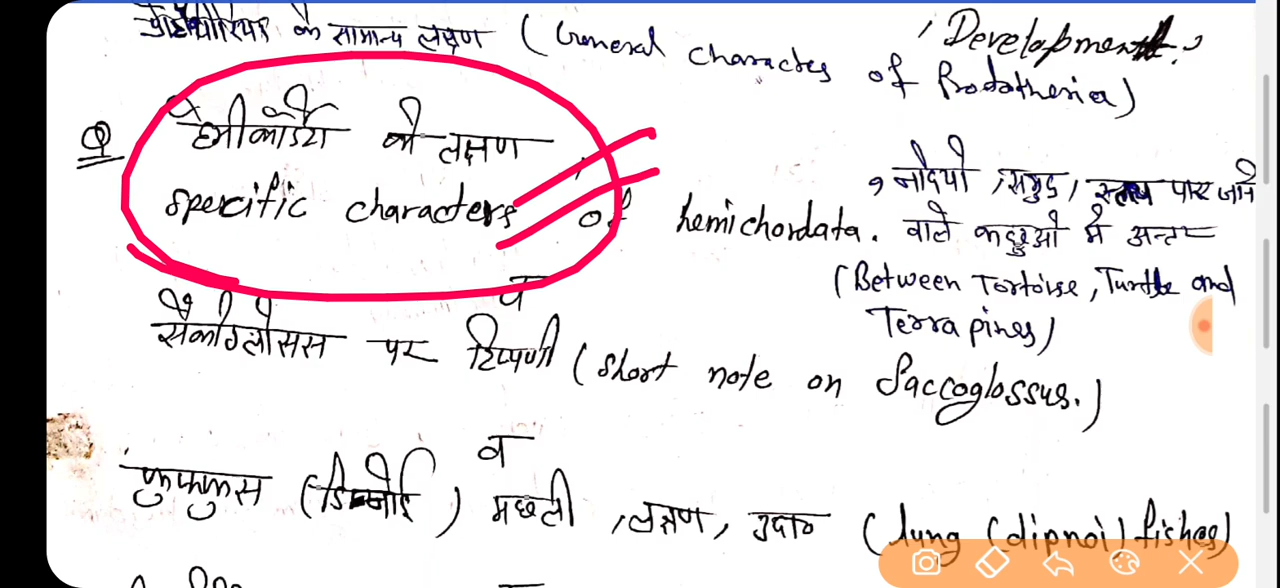 के सामान्य लक्षण (General characters of Prototheria)
, Development.
Q हेमीकॉर्डेटा के लक्षण
specific characters of hemichordata.
, नदियो, समुद्र, स्थल पाए जाने
वाले कछुओ मे अन्तर
(Between Tortoise, Turtle and
Terrapines)
व
सैकोग्लोसस पर टिप्पणी (short note on Saccoglossus.)
व
फुफ्फुस (डिप्नोई) मछली, लक्षण, उदा० (lung (dipnoi) fishes)